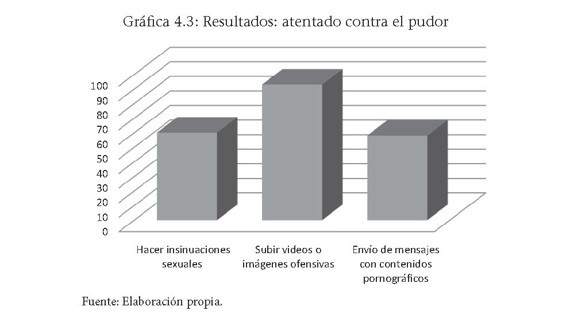 Gráfica 4.3: Resultados: atentado contra el pudor
100
90
80
70
60
50
40
30
20
10
0
Hacer insinuaciones
sexuales
Subir videos o
imágenes ofensivas
Envío de mensajes
con contenidos
pornográficos
Fuente: Elaboración propia.